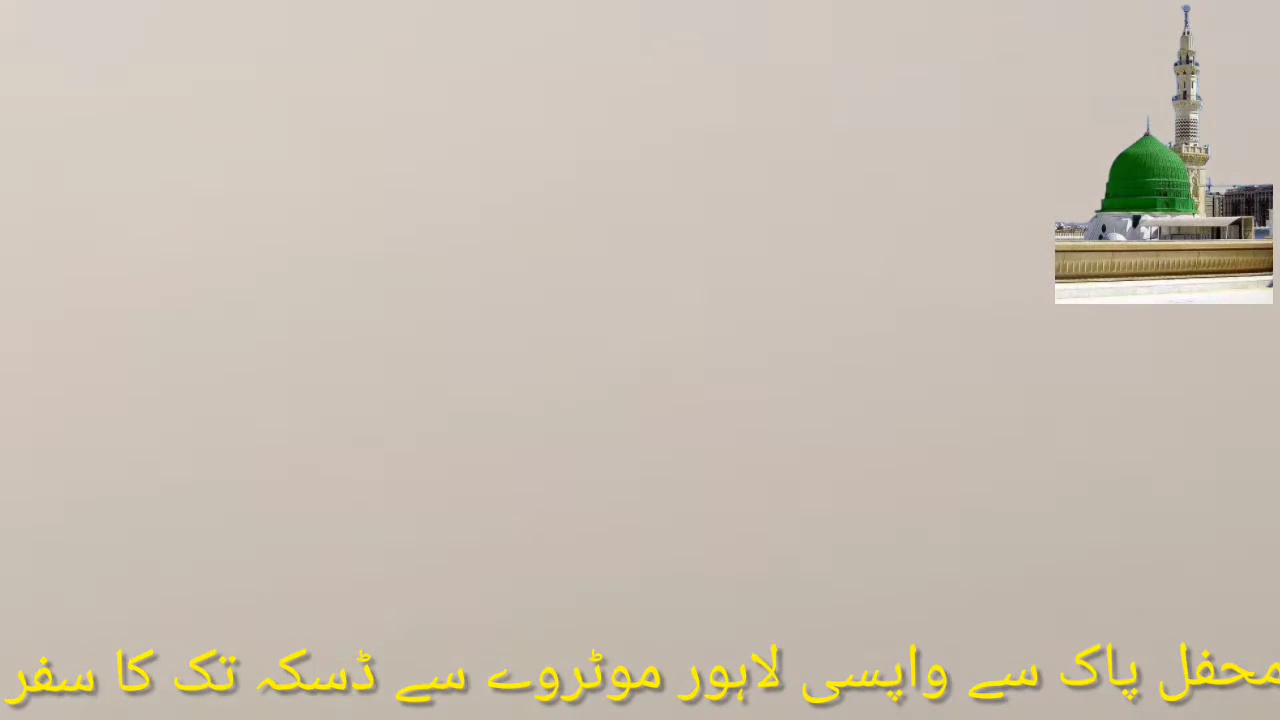 محفل پاک سے واپسی لاہور موٹروے سے ڈسکہ تک کا سفر